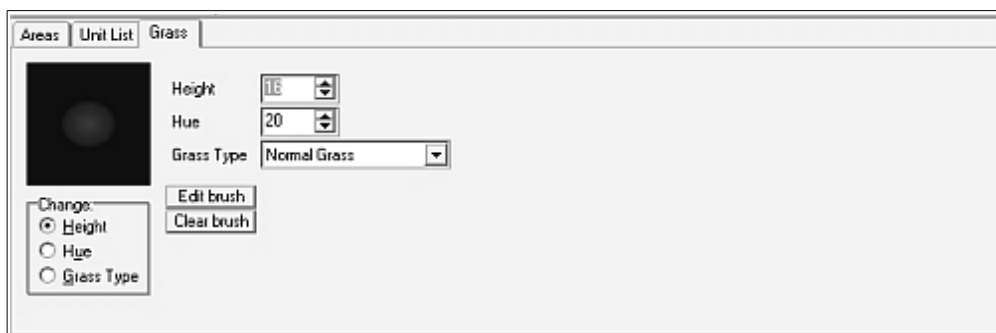 Areas Unit List Grass
Height 16
Hue 20
Grass Type Normal Grass
Edit brush
Clear brush
Change:
Height
Hue
Grass Type